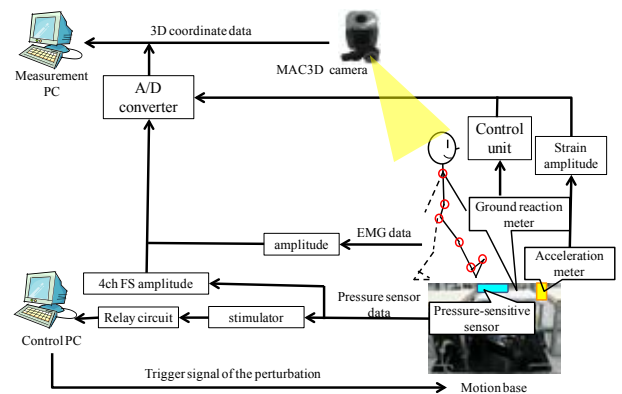 3D coordinate data
Measurement
PC
MAC3D camera
A/D
converter
Control
unit
Strain
amplitude
Ground reaction
meter
EMG data
amplitude
Acceleration
meter
4ch FS amplitude
Pressure sensor
data
Pressure-sensitive
sensor
Relay circuit
stimulator
Control PC
Trigger signal of the perturbation
Motion base